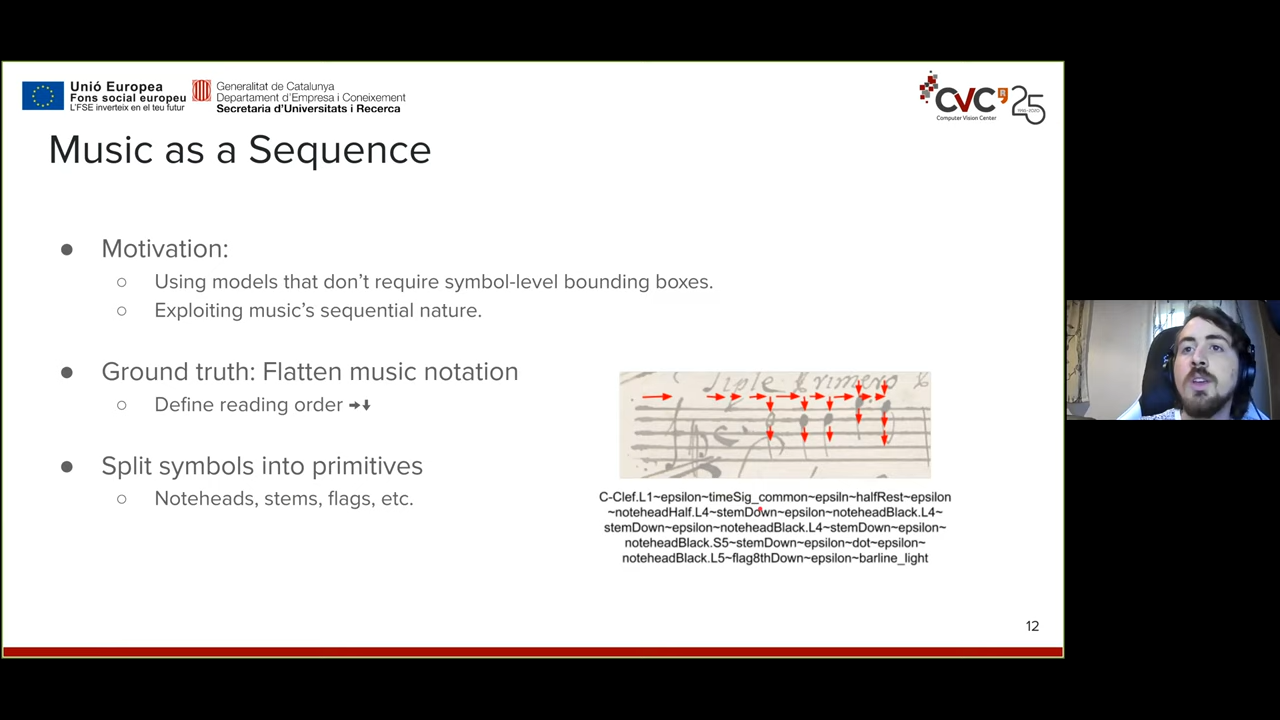 Unió Europea
Fons social europeu
L'FSE inverteix en el teu futur
Generalitat de Catalunya
Departament d'Empresa i Coneixement
Secretaria d'Universitats i Recerca
CVC
Computer Vision Center
25
Music as a Sequence
● Motivation:
○ Using models that don't require symbol-level bounding boxes.
○ Exploiting music's sequential nature.
● Ground truth: Flatten music notation
○ Define reading order →↓
● Split symbols into primitives
○ Noteheads, stems, flags, etc.
Tiple Primero
C-Clef.L1~epsilon~timeSig_common~epsiln~halfRest~epsilon
~noteheadHalf.L4~stemDown~epsilon~noteheadBlack.L4~
stemDown~epsilon~noteheadBlack.L4~stemDown~epsilon~
noteheadBlack.S5~stemDown~epsilon~dot~epsilon~
noteheadBlack.L5~flag8thDown~epsilon~barline_light
12